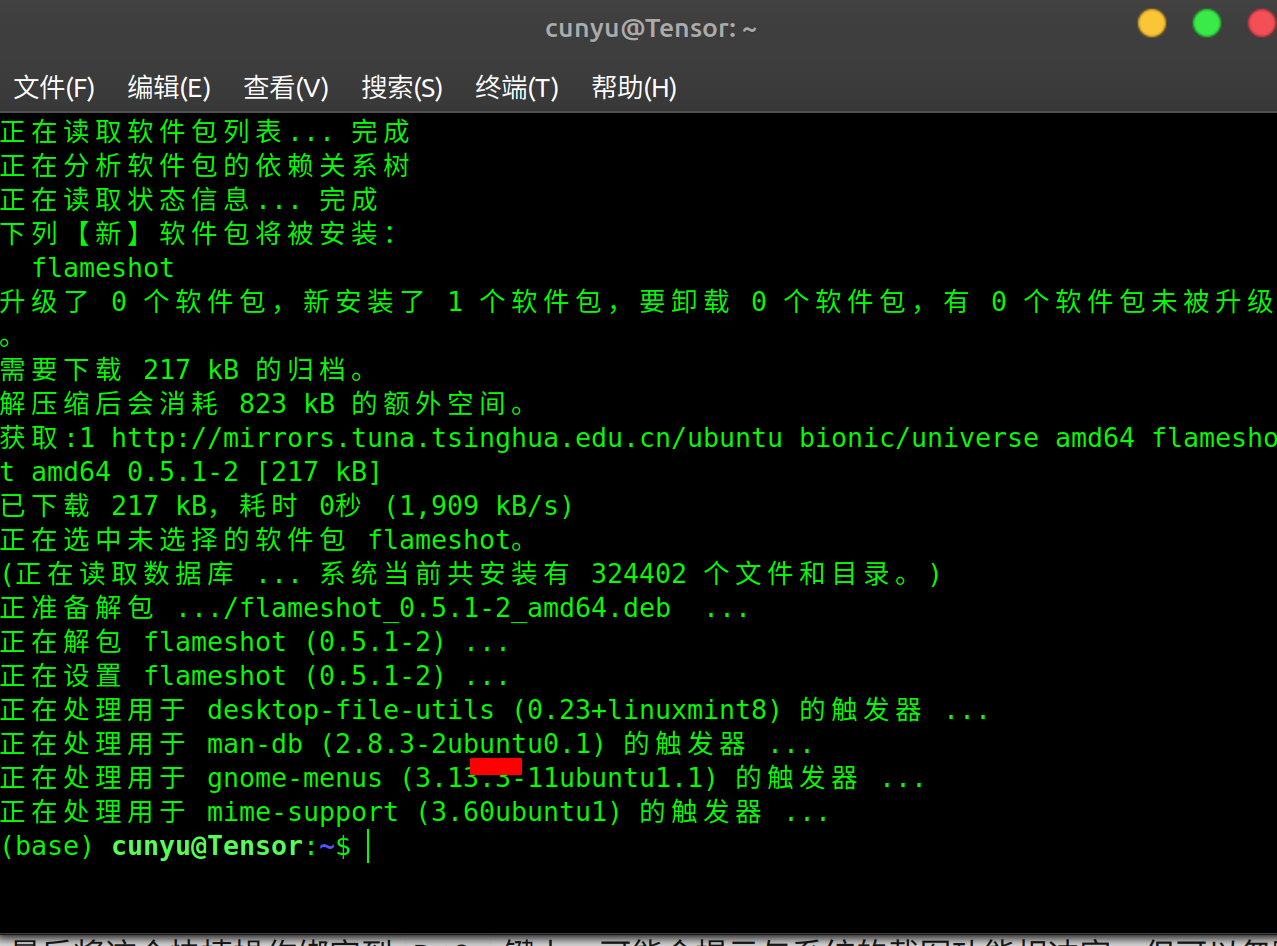 cunyu@Tensor: ~
文件(F) 编辑(E) 查看(V) 搜索(S) 终端(T) 帮助(H)
正在读取软件包列表... 完成
正在分析软件包的依赖关系树
正在读取状态信息... 完成
下列【新】软件包将被安装：
  flameshot
升级了 0 个软件包，新安装了 1 个软件包，要卸载 0 个软件包，有 0 个软件包未被升级
。
需要下载 217 kB 的归档。
解压缩后会消耗 823 kB 的额外空间。
获取:1 http://mirrors.tuna.tsinghua.edu.cn/ubuntu bionic/universe amd64 flamesho
t amd64 0.5.1-2 [217 kB]
已下载 217 kB，耗时 0秒 (1,909 kB/s)
正在选中未选择的软件包 flameshot。
(正在读取数据库 ... 系统当前共安装有 324402 个文件和目录。)
正准备解包 .../flameshot_0.5.1-2_amd64.deb  ...
正在解包 flameshot (0.5.1-2) ...
正在设置 flameshot (0.5.1-2) ...
正在处理用于 desktop-file-utils (0.23+linuxmint8) 的触发器 ...
正在处理用于 man-db (2.8.3-2ubuntu0.1) 的触发器 ...
正在处理用于 gnome-menus (3.13.3-11ubuntu1.1) 的触发器 ...
正在处理用于 mime-support (3.60ubuntu1) 的触发器 ...
(base) cunyu@Tensor:~$